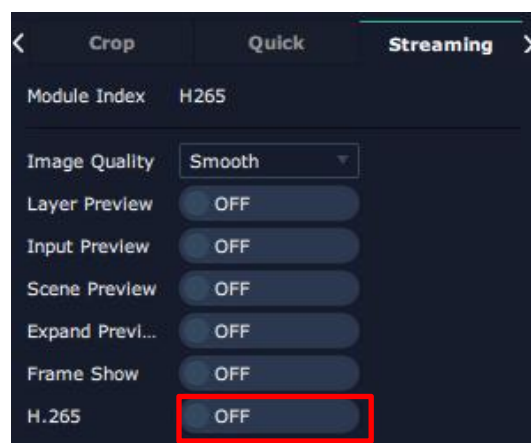 Crop Quick Streaming
Module Index H265
Image Quality Smooth
Layer Preview OFF
Input Preview OFF
Scene Preview OFF
Expand Previ... OFF
Frame Show OFF
H.265 OFF